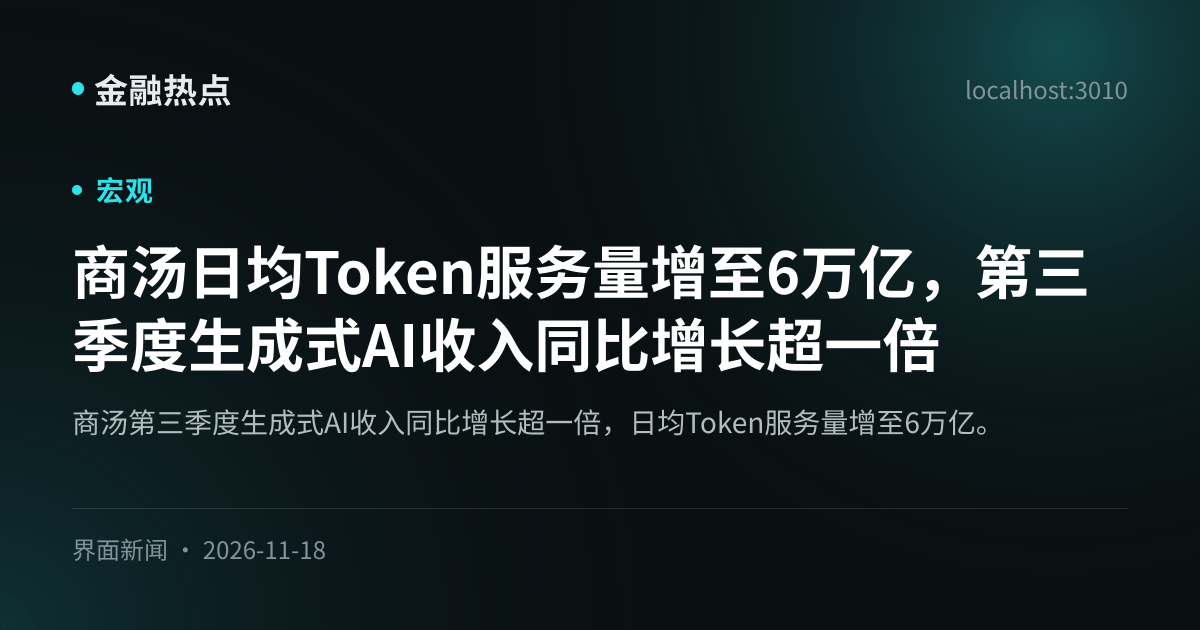 金融热点
localhost:3010
宏观
商汤日均Token服务量增至6万亿，第三
季度生成式AI收入同比增长超一倍
商汤第三季度生成式AI收入同比增长超一倍，日均Token服务量增至6万亿。
界面新闻 • 2026-11-18